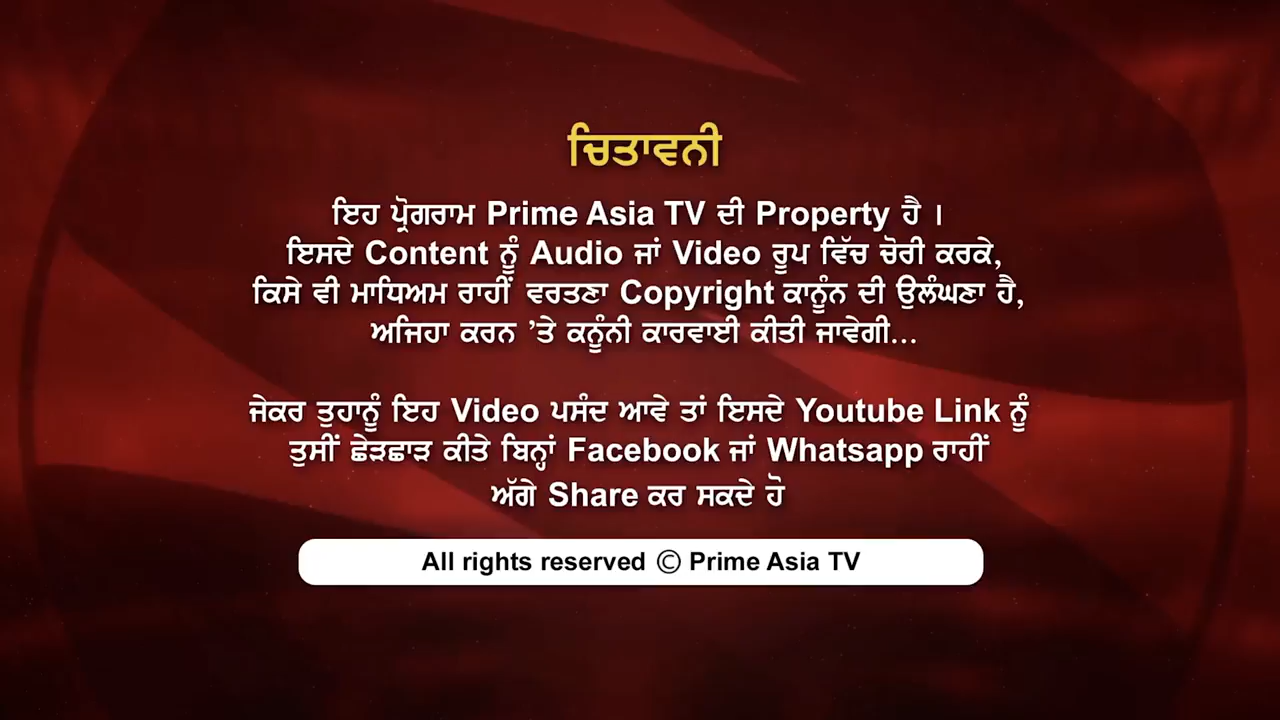 ਚਿਤਾਵਨੀ
ਇਹ ਪ੍ਰੋਗਰਾਮ Prime Asia TV ਦੀ Property ਹੈ ।
ਇਸਦੇ Content ਨੂੰ Audio ਜਾਂ Video ਰੂਪ ਵਿੱਚ ਚੋਰੀ ਕਰਕੇ,
ਕਿਸੇ ਵੀ ਮਾਧਿਅਮ ਰਾਹੀਂ ਵਰਤਣਾ Copyright ਕਾਨੂੰਨ ਦੀ ਉਲੰਘਣਾ ਹੈ,
ਅਜਿਹਾ ਕਰਨ ’ਤੇ ਕਨੂੰਨੀ ਕਾਰਵਾਈ ਕੀਤੀ ਜਾਵੇਗੀ...
ਜੇਕਰ ਤੁਹਾਨੂੰ ਇਹ Video ਪਸੰਦ ਆਵੇ ਤਾਂ ਇਸਦੇ Youtube Link ਨੂੰ
ਤੁਸੀਂ ਛੇੜਛਾੜ ਕੀਤੇ ਬਿਨ੍ਹਾਂ Facebook ਜਾਂ Whatsapp ਰਾਹੀਂ
ਅੱਗੇ Share ਕਰ ਸਕਦੇ ਹੋ
All rights reserved © Prime Asia TV